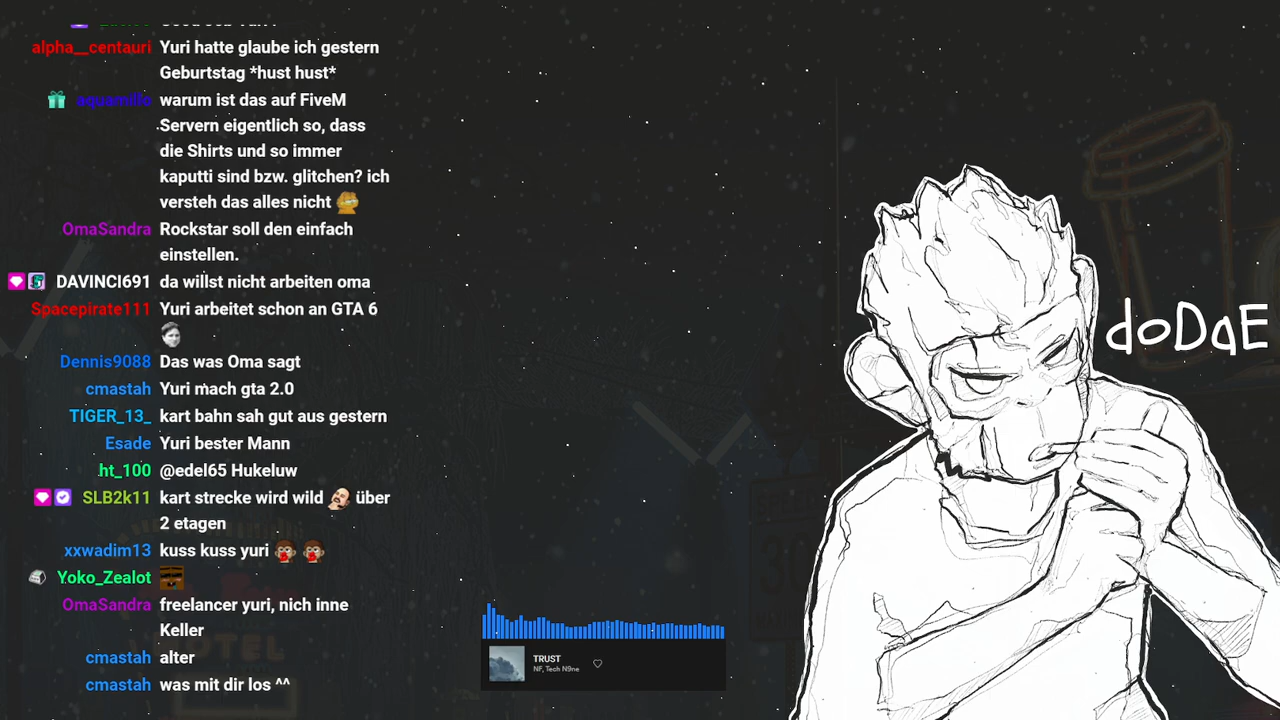 alpha__centauri Yuri hatte glaube ich gestern
Geburtstag *hust hust*
aquamillo warum ist das auf FiveM
Servern eigentlich so, dass
die Shirts und so immer
kaputti sind bzw. glitchen? ich
versteh das alles nicht
OmaSandra Rockstar soll den einfach
einstellen.
DAVINCI691 da willst nicht arbeiten oma
Spacepirate111 Yuri arbeitet schon an GTA 6
Dennis9088 Das was Oma sagt
cmastah Yuri mach gta 2.0
TIGER_13_ kart bahn sah gut aus gestern
Esade Yuri bester Mann
ht_100 @edel65 Hukeluw
SLB2k11 kart strecke wird wild über
2 etagen
xxwadim13 kuss kuss yuri
Yoko_Zealot
OmaSandra freelancer yuri, nich inne
Keller
cmastah alter
cmastah was mit dir los ^^
doDaE
TRUST
NF, Tech N9ne